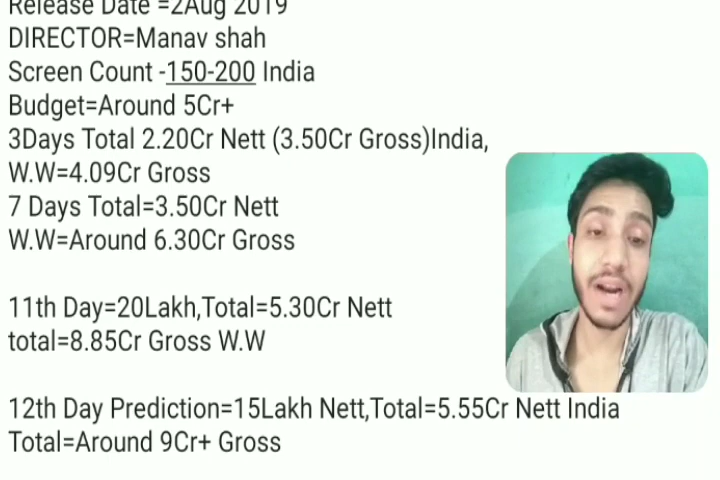 Release Date =2Aug 2019
DIRECTOR=Manav shah
Screen Count -150-200 India
Budget=Around 5Cr+
3Days Total 2.20Cr Nett (3.50Cr Gross)India,
W.W=4.09Cr Gross
7 Days Total=3.50Cr Nett
W.W=Around 6.30Cr Gross
11th Day=20Lakh,Total=5.30Cr Nett
total=8.85Cr Gross W.W
12th Day Prediction=15Lakh Nett,Total=5.55Cr Nett India
Total=Around 9Cr+ Gross